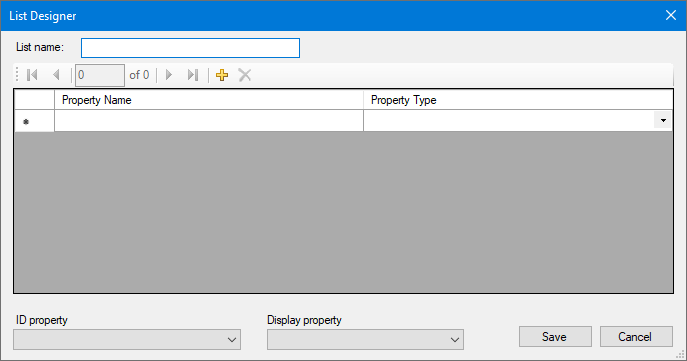 List Designer
List name:
0 of 0
Property Name Property Type
ID property Display property
Save Cancel